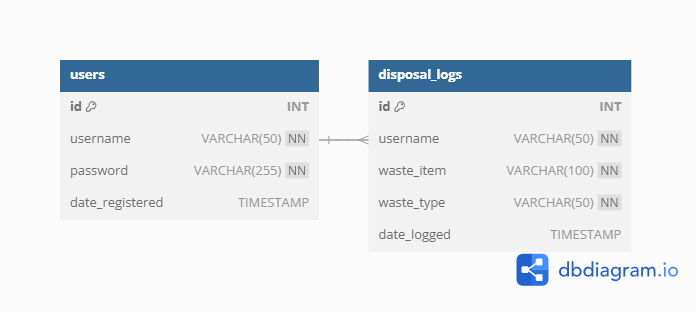 users
id INT
username VARCHAR(50) NN
password VARCHAR(255) NN
date_registered TIMESTAMP
disposal_logs
id INT
username VARCHAR(50) NN
waste_item VARCHAR(100) NN
waste_type VARCHAR(50) NN
date_logged TIMESTAMP
dbdiagram.io